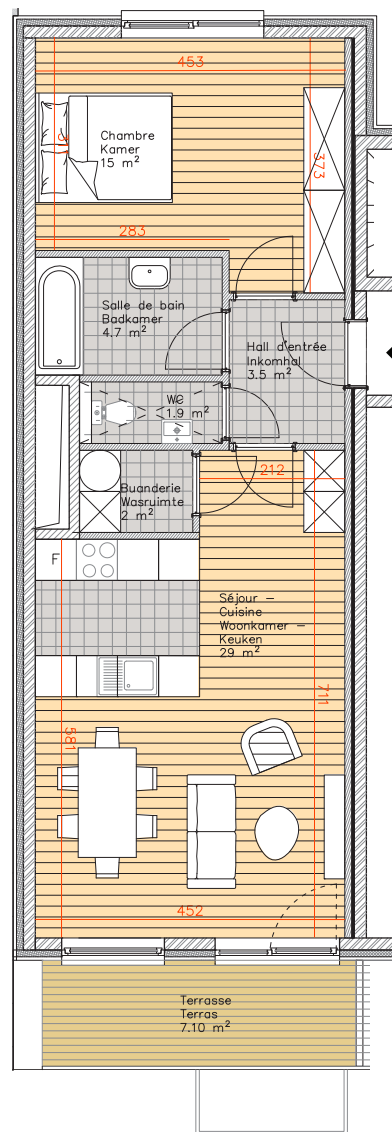 453
Chambre
Kamer
15 m²
373
283
Salle de bain
Badkamer
4.7 m²
Hall d'entrée
Inkomhal
3.5 m²
WC
1.9 m²
212
Buanderie
Wasruimte
2 m²
F
Séjour –
Cuisine
Woonkamer –
Keuken
29 m²
711
581
452
Terrasse
Terras
7.10 m²